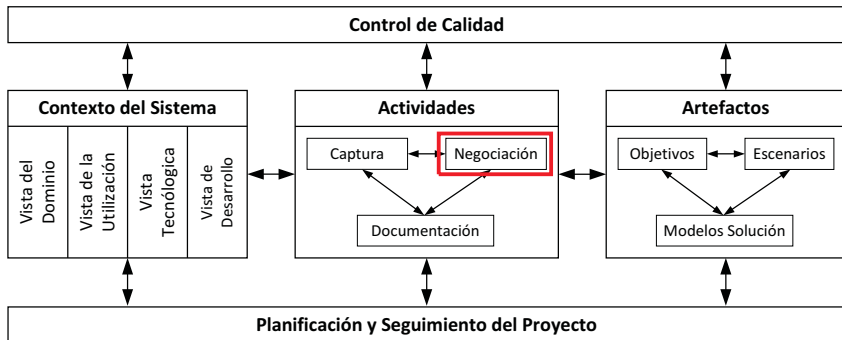 Control de Calidad
Contexto del Sistema
Vista del
Dominio
Vista de la
Utilización
Vista
Tecnólogica
Vista de
Desarrollo
Actividades
Captura
Negociación
Documentación
Artefactos
Objetivos
Escenarios
Modelos Solución
Planificación y Seguimiento del Proyecto